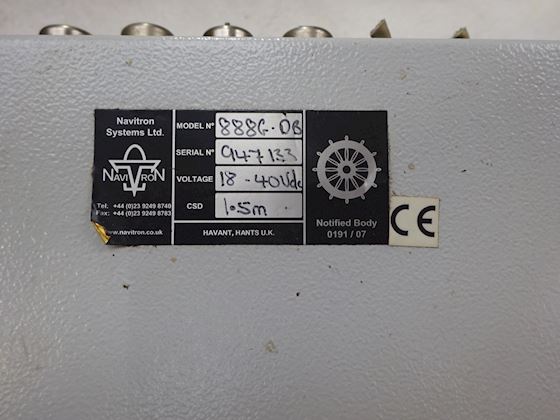 Navitron
Systems Ltd.
NAVITRON
Tel: +44 (0)23 9249 8740
Fax: +44 (0)23 9249 8783
www.navitron.co.uk
MODEL Nº 888G-DB
SERIAL Nº 947133
VOLTAGE 18-40Vdc
CSD 1.5m
HAVANT, HANTS U.K.
Notified Body
0191 / 07
CE